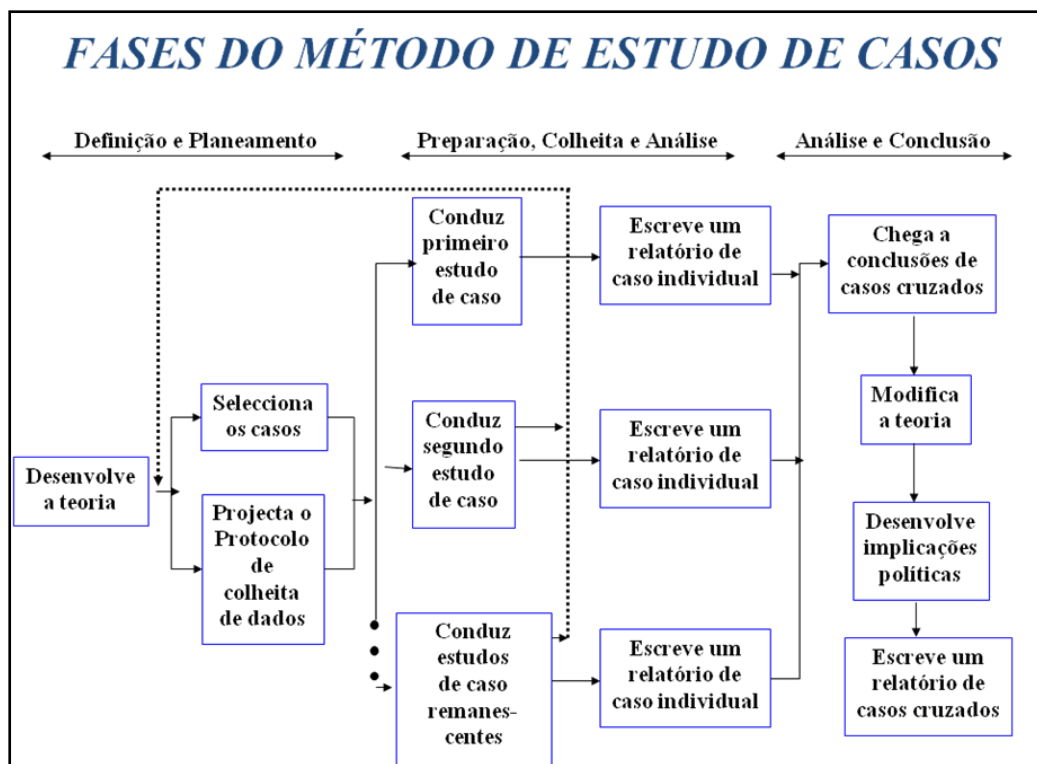 FASES DO MÉTODO DE ESTUDO DE CASOS
Definição e Planeamento
Preparação, Colheita e Análise
Análise e Conclusão
Desenvolve
a teoria
Selecciona
os casos
Projecta o
Protocolo
de
colheita
de dados
Conduz
primeiro
estudo
de caso
Escreve um
relatório de
caso individual
Conduz
segundo
estudo
de caso
Escreve um
relatório de
caso individual
Conduz
estudos
de caso
remanes-
centes
Escreve um
relatório de
caso individual
Chega a
conclusões de
casos cruzados
Modifica
a teoria
Desenvolve
implicações
políticas
Escreve um
relatório de
casos cruzados